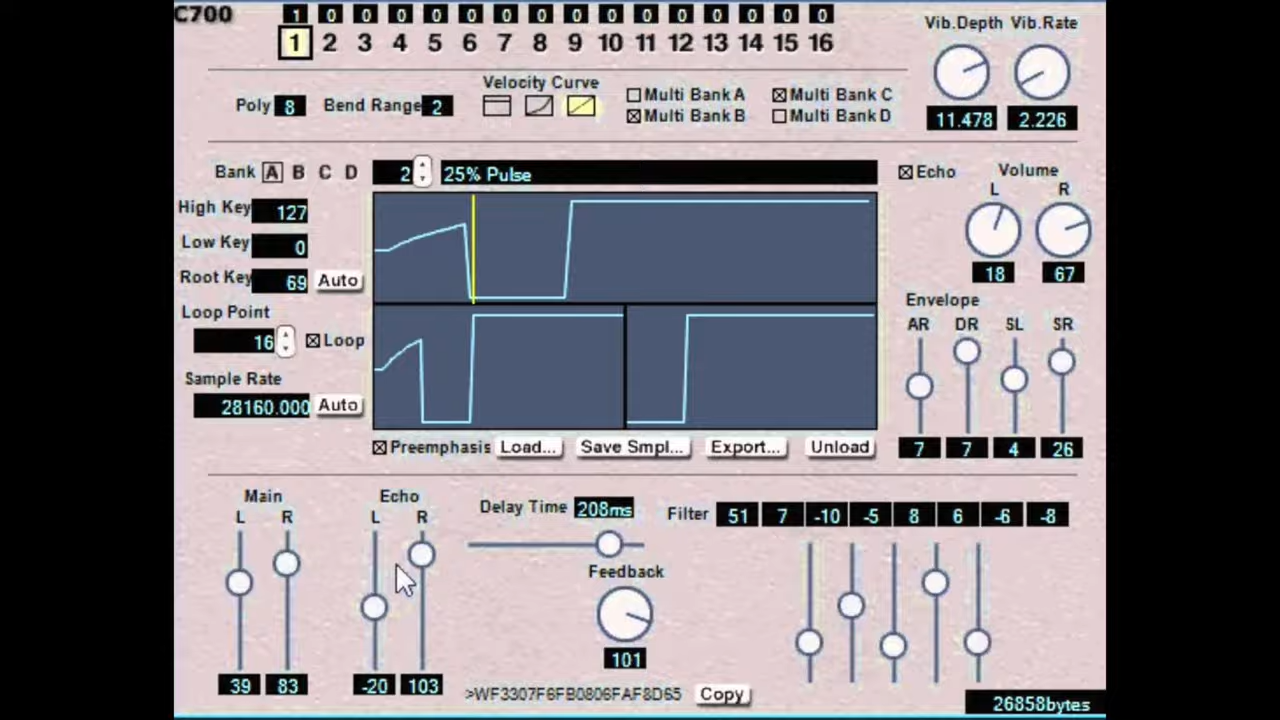 C700
1 0 0 0 0 0 0 0 0 0 0 0 0 0 0 0
1 2 3 4 5 6 7 8 9 10 11 12 13 14 15 16
Vib.Depth Vib.Rate
11.478 2.226
Velocity Curve
Poly 8 Bend Range 2
Multi Bank A Multi Bank C
Multi Bank B Multi Bank D
Bank A B C D 2 25% Pulse
Echo Volume
L R
18 67
High Key 127
Low Key 0
Root Key 69 Auto
Loop Point
16 Loop
Sample Rate
28160.000 Auto
Envelope
AR DR SL SR
7 7 4 26
Preemphasis Load... Save Smpl... Export... Unload
Main Echo
L R L R
39 83 -20 103
Delay Time 208ms
Feedback
101
Filter 51 7 -10 -5 8 6 -6 -8
>WF3307F6FB0806FAF8D65 Copy
26858bytes